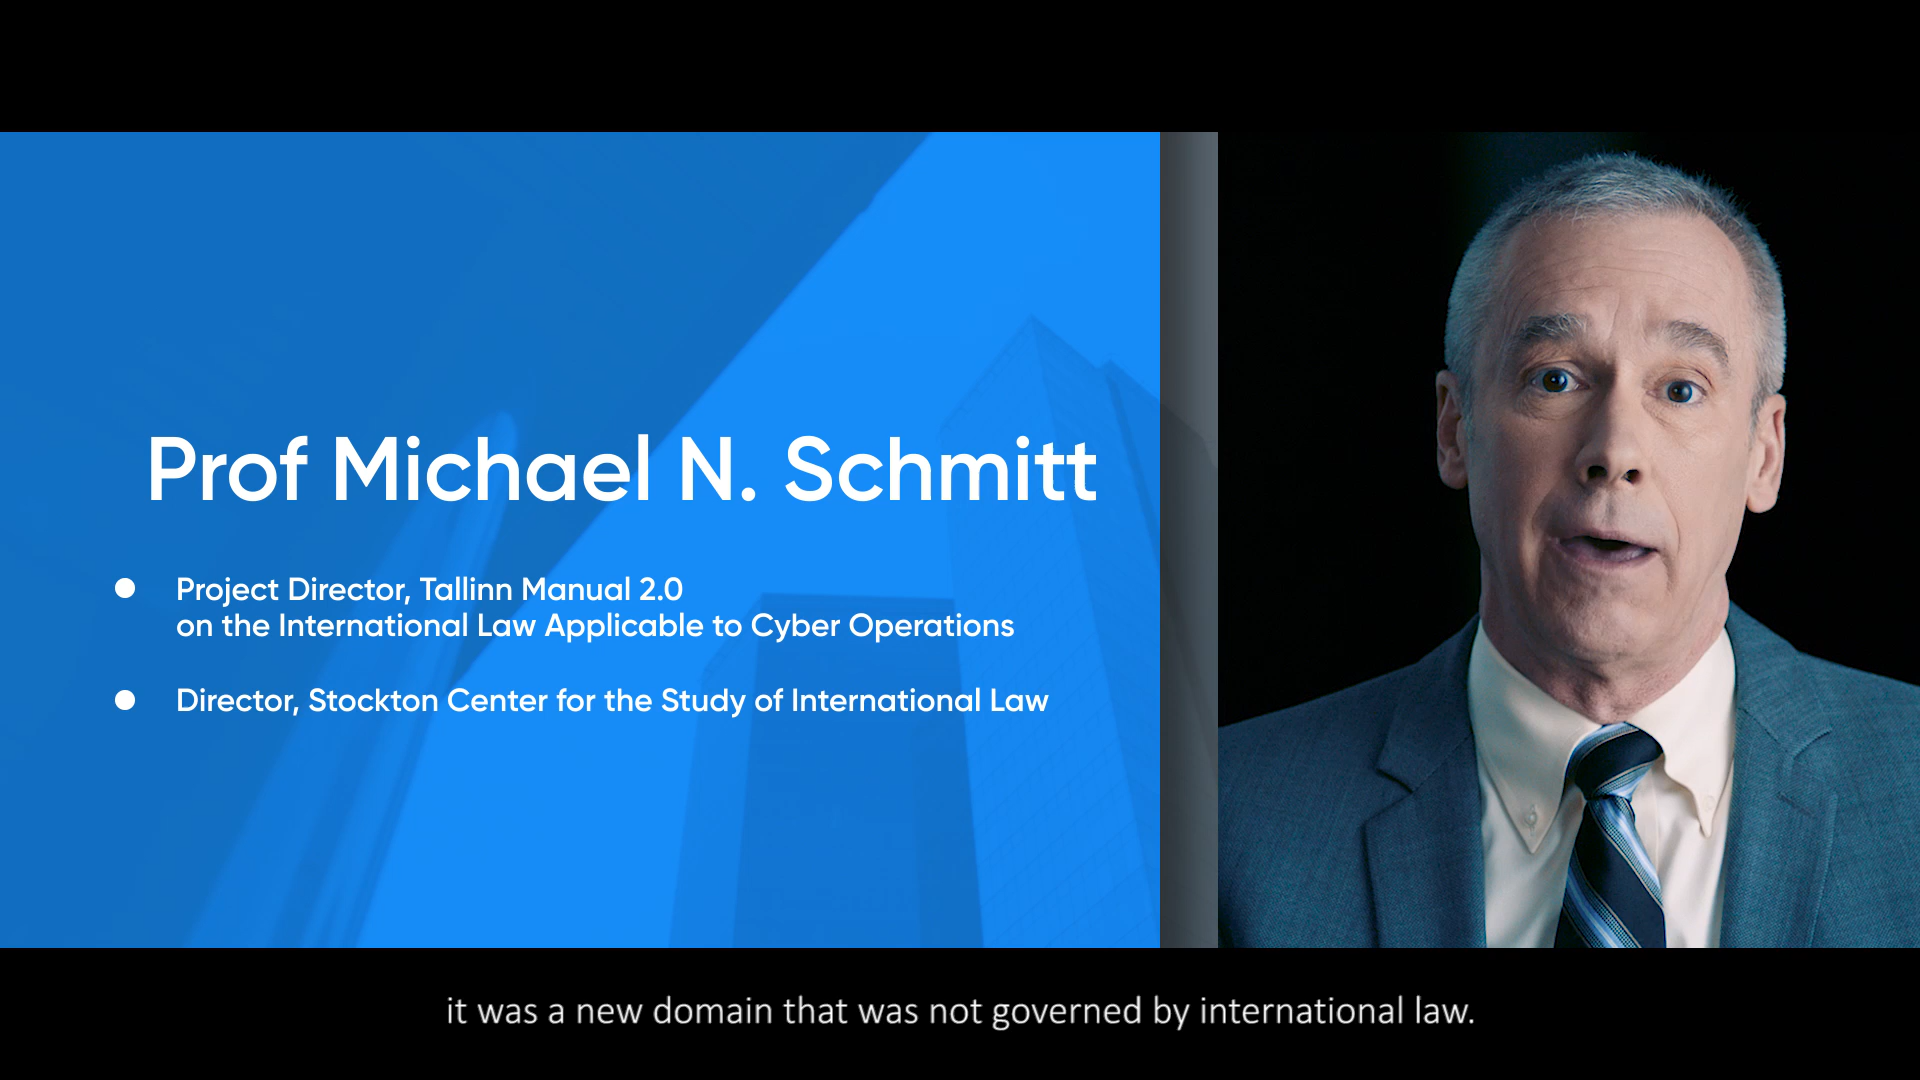 Prof Michael N. Schmitt
Project Director, Tallinn Manual 2.0
on the International Law Applicable to Cyber Operations
Director, Stockton Center for the Study of International Law
it was a new domain that was not governed by international law.